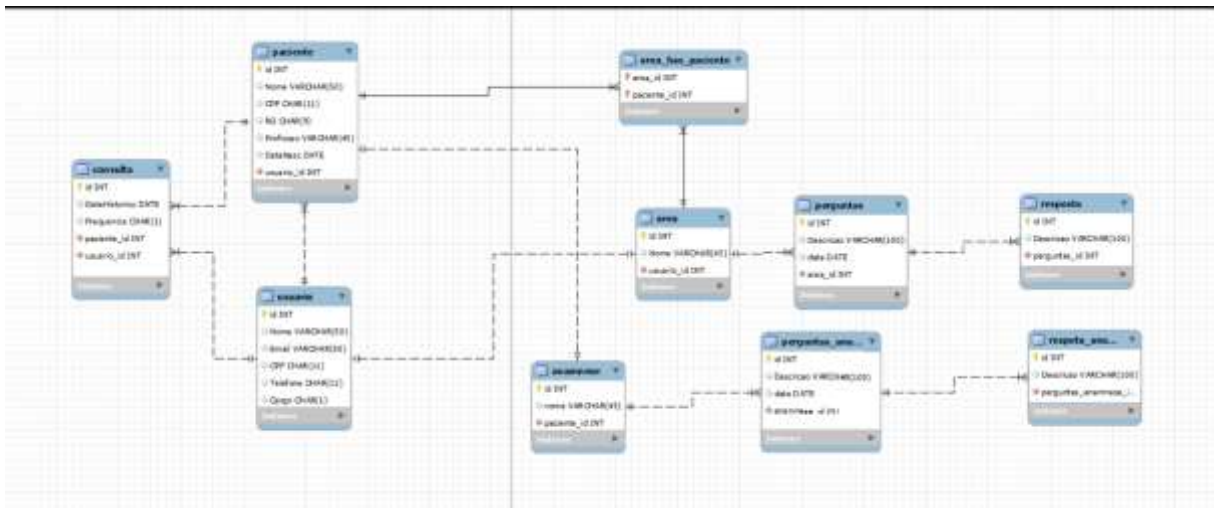 paciente
id INT
Nome VARCHAR(50)
CPF CHAR(11)
RG CHAR(9)
Profissao VARCHAR(45)
DataNasc DATE
usuario_id INT
area_has_paciente
area_id INT
paciente_id INT
consulta
id INT
DataHistorico DATE
Frequencia CHAR(1)
paciente_id INT
usuario_id INT
area
id INT
Nome VARCHAR(45)
usuario_id INT
perguntas
id INT
Descricao VARCHAR(100)
data DATE
area_id INT
resposta
id INT
Descricao VARCHAR(100)
perguntas_id INT
usuario
id INT
Nome VARCHAR(50)
Email VARCHAR(50)
CPF CHAR(11)
Telefone CHAR(11)
Cargo CHAR(1)
id INT
nome VARCHAR(45)
paciente_id INT
perguntas_ana...
id INT
Descricao VARCHAR(100)
data DATE
id INT
Descricao VARCHAR(100)